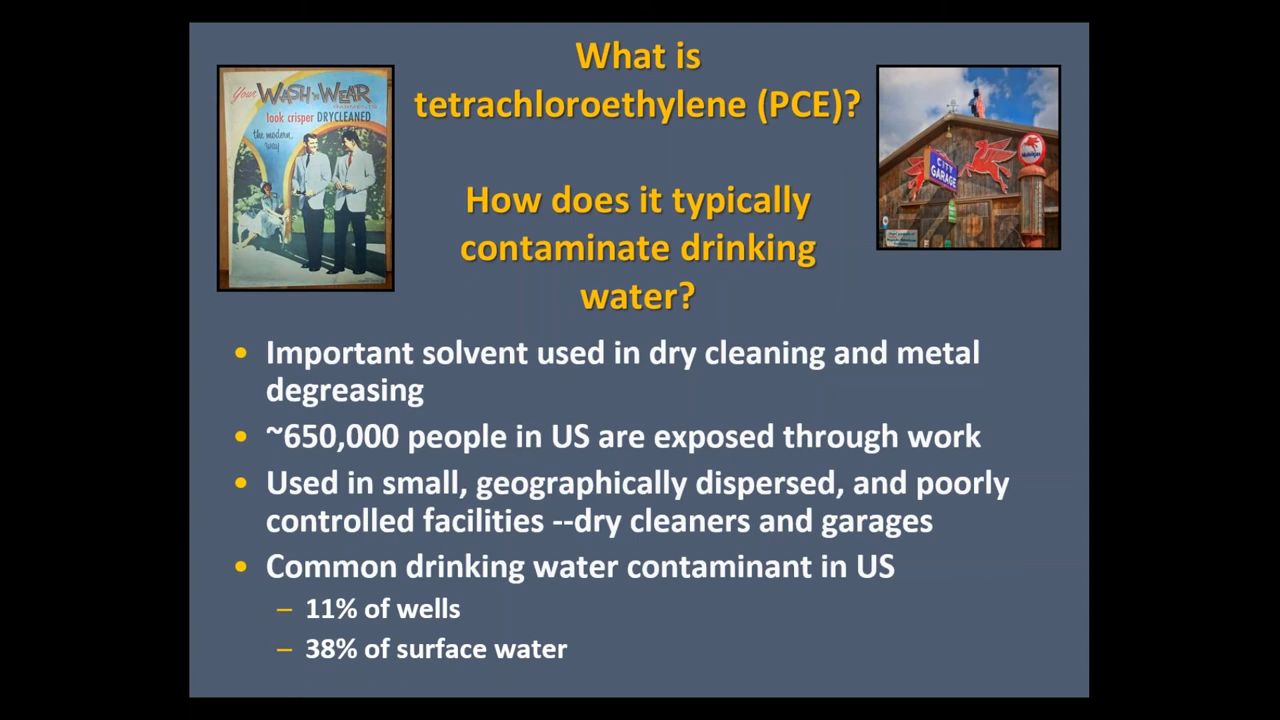 What is
tetrachloroethylene (PCE)?
How does it typically
contaminate drinking
water?
Your WASH 'N' WEAR
look crisper DRYCLEANED
the modern
way
CITY
GARAGE
• Important solvent used in dry cleaning and metal
degreasing
• ~650,000 people in US are exposed through work
• Used in small, geographically dispersed, and poorly
controlled facilities --dry cleaners and garages
• Common drinking water contaminant in US
– 11% of wells
– 38% of surface water